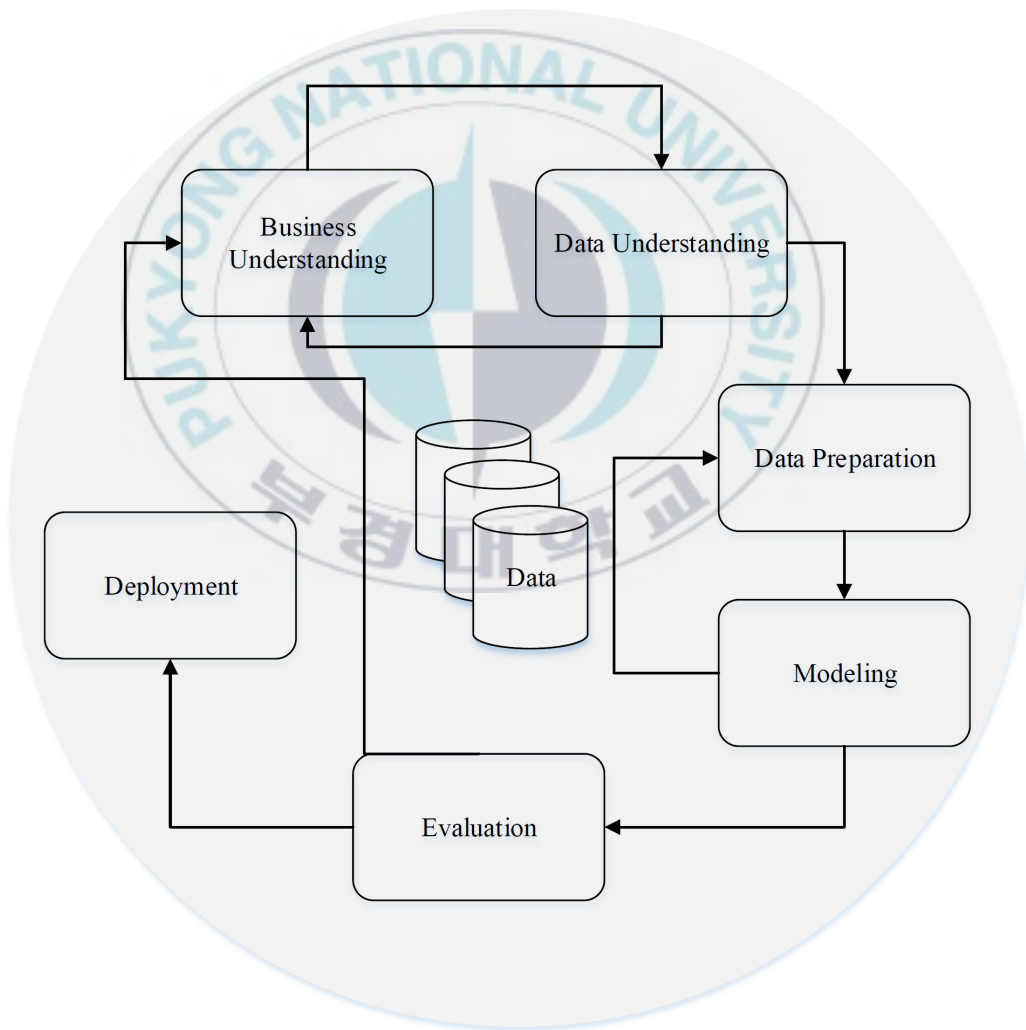 PUKYONG NATIONAL UNIVERSITY
Business
Understanding
Data Understanding
Data Preparation
부경대학교
Data
Deployment
Modeling
Evaluation